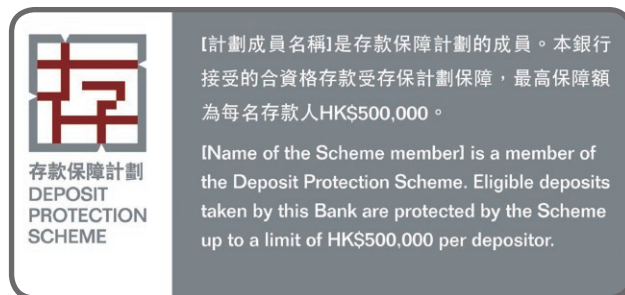 存款保障計劃
DEPOSIT
PROTECTION
SCHEME
[計劃成員名稱]是存款保障計劃的成員。本銀行
接受的合資格存款受存保計劃保障，最高保障額
為每名存款人HK$500,000。
[Name of the Scheme member] is a member of
the Deposit Protection Scheme. Eligible deposits
taken by this Bank are protected by the Scheme
up to a limit of HK$500,000 per depositor.